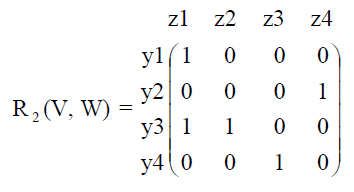 z1 z2 z3 z4
y1 1 0 0 0
y2 0 0 0 1
R2(V, W) =
y3 1 1 0 0
y4 0 0 1 0